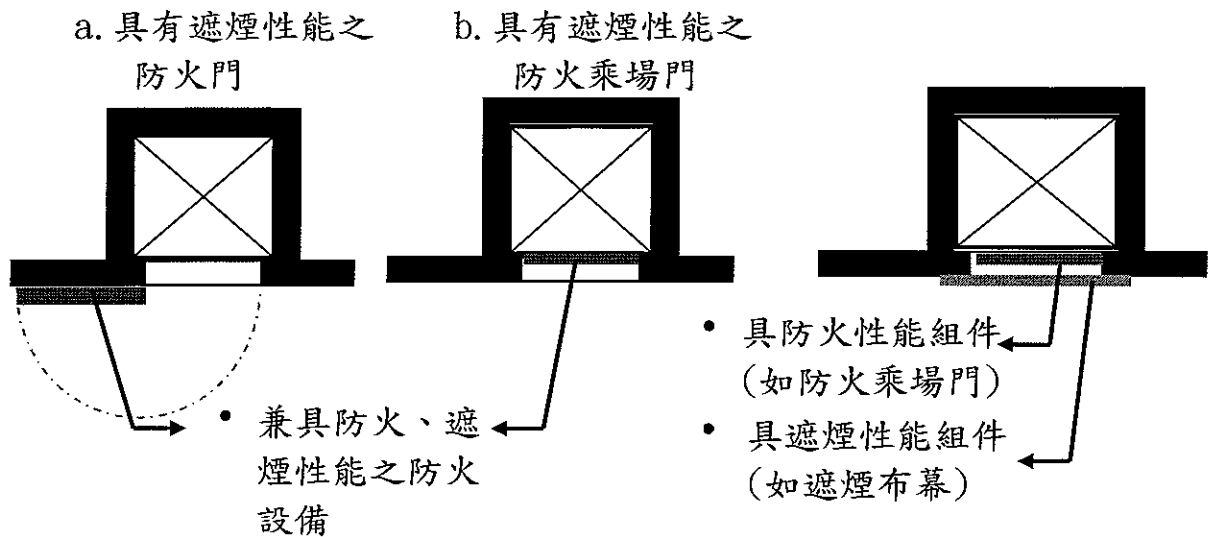 a. 具有遮煙性能之
防火門
b. 具有遮煙性能之
防火乘場門
• 兼具防火、遮
煙性能之防火
設備
• 具防火性能組件
(如防火乘場門)
• 具遮煙性能組件
(如遮煙布幕)